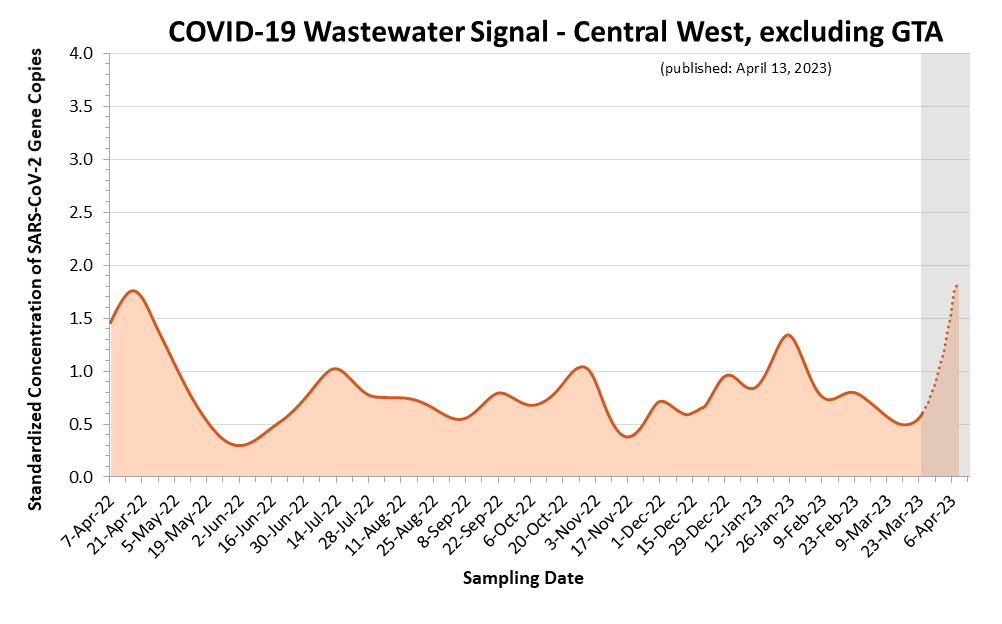 COVID-19 Wastewater Signal - Central West, excluding GTA
(published: April 13, 2023)
Standardized Concentration of SARS-CoV-2 Gene Copies
4.0
3.5
3.0
2.5
2.0
1.5
1.0
0.5
0.0
7-Apr-22
21-Apr-22
5-May-22
19-May-22
2-Jun-22
16-Jun-22
30-Jun-22
14-Jul-22
28-Jul-22
11-Aug-22
25-Aug-22
8-Sep-22
22-Sep-22
6-Oct-22
20-Oct-22
3-Nov-22
17-Nov-22
1-Dec-22
15-Dec-22
29-Dec-22
12-Jan-23
26-Jan-23
9-Feb-23
23-Feb-23
9-Mar-23
23-Mar-23
6-Apr-23
Sampling Date